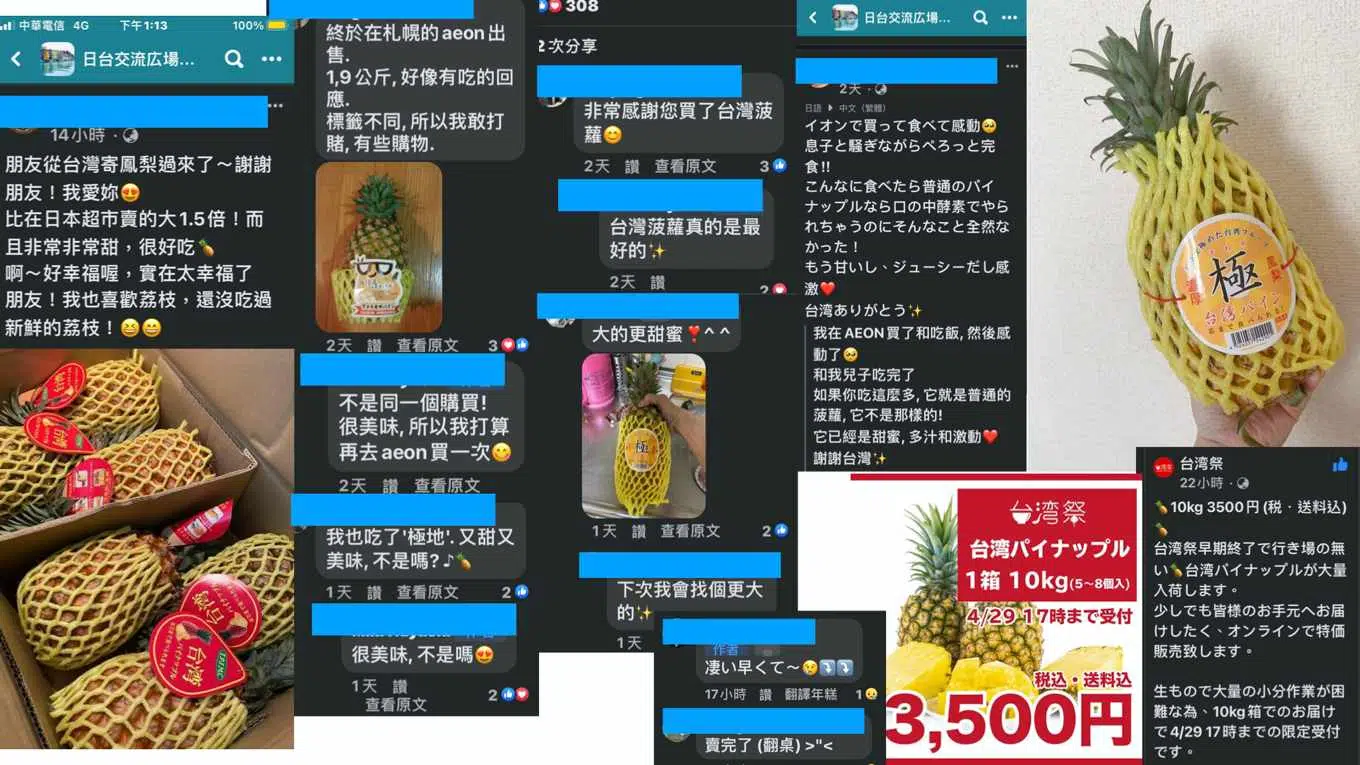 中華電信 4G 下午1:13 100%
日台交流広場...
14小時
朋友從台灣寄鳳梨過來了～謝謝
朋友！我愛妳😍
比在日本超市賣的大1.5倍！而
且非常非常甜，很好吃🍍
啊～好幸福喔，實在太幸福了
朋友！我也喜歡荔枝，還沒吃過
新鮮的荔枝！😆😄
台湾
台湾
台湾
台湾
終於在札幌的aeon出
售.
1,9公斤, 好像有吃的回
應.
標籤不同, 所以我敢打
賭, 有些購物.
2天 讚 查看原文 3
不是同一個購買!
很美味, 所以我打算
再去aeon買一次😋
2天 讚 查看原文
我也吃了'極地'. 又甜又
美味, 不是嗎?♪🍍
1天 讚 查看原文 2
作者
很美味, 不是嗎😍
1天 讚
查看原文 2
308
2次分享
非常感謝您買了台灣菠
蘿😊
2天 讚 查看原文 3
台灣菠蘿真的是最
好的✨
2天 讚 2
大的更甜蜜❣️^ ^
極
1天 讚 查看原文 2
下次我會找個更大
的✨
1天
作者
凄い早くて～😢⤵️⤵️
17小時 讚 翻譯年糕 1
賣完了 (翻桌) >"<
日台交流広場...
2天
日語 ▸ 中文（繁體）
イオンで買って食べて感動🥺
息子と騒ぎながらぺろっと完
食‼️
こんなに食べたら普通のパイ
ナップルなら口の中酵素でやら
れちゃうのにそんなこと全然な
かった！
もう甘いし、ジューシーだし感
激❤️
台湾ありがとう✨
我在AEON買了和吃飯, 然後感
動了🥺
和我兒子吃完了
如果你吃這麼多, 它就是普通的
菠蘿, 它不是那樣的!
它已經是甜蜜, 多汁和激動❤️
謝謝台灣✨
極
濃厚
台湾パイン
台湾祭
台湾パイナップル
1箱 10kg(5～8個入)
4/29 17時まで受付
税込・送料込
3,500円
台湾祭
22小時
🍍10kg 3500円(税・送料込)
🍍
台湾祭早期終了で行き場の無
い🍍台湾パイナップルが大量
入荷します。
少しでも皆様のお手元へお届
けしたく、オンラインで特価
販売致します。
生もので大量の小分作業が困
難な為、10kg箱でのお届け
で4/29 17時までの限定受付
です。